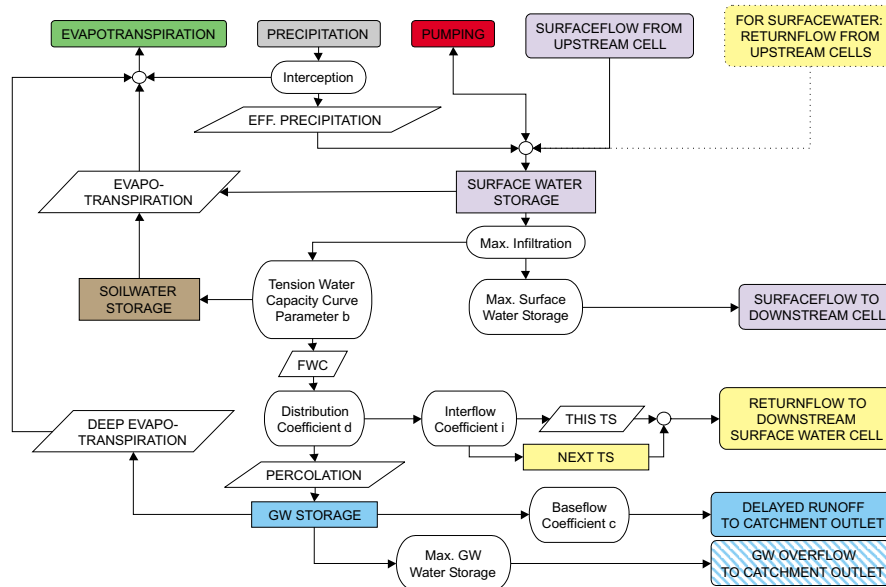 EVAPOTRANSPIRATION
PRECIPITATION
PUMPING
SURFACEFLOW FROM
UPSTREAM CELL
FOR SURFACEWATER:
RETURNFLOW FROM
UPSTREAM CELLS
Interception
EFF. PRECIPITATION
EVAPO-
TRANSPIRATION
SURFACE WATER
STORAGE
Max. Infiltration
SOILWATER
STORAGE
Tension Water
Capacity Curve
Parameter b
Max. Surface
Water Storage
SURFACEFLOW TO
DOWNSTREAM CELL
FWC
DEEP EVAPO-
TRANSPIRATION
Distribution
Coefficient d
Interflow
Coefficient i
THIS TS
NEXT TS
RETURNFLOW TO
DOWNSTREAM
SURFACE WATER CELL
PERCOLATION
GW STORAGE
Baseflow
Coefficient c
DELAYED RUNOFF
TO CATCHMENT OUTLET
Max. GW
Water Storage
GW OVERFLOW
TO CATCHMENT OUTLET